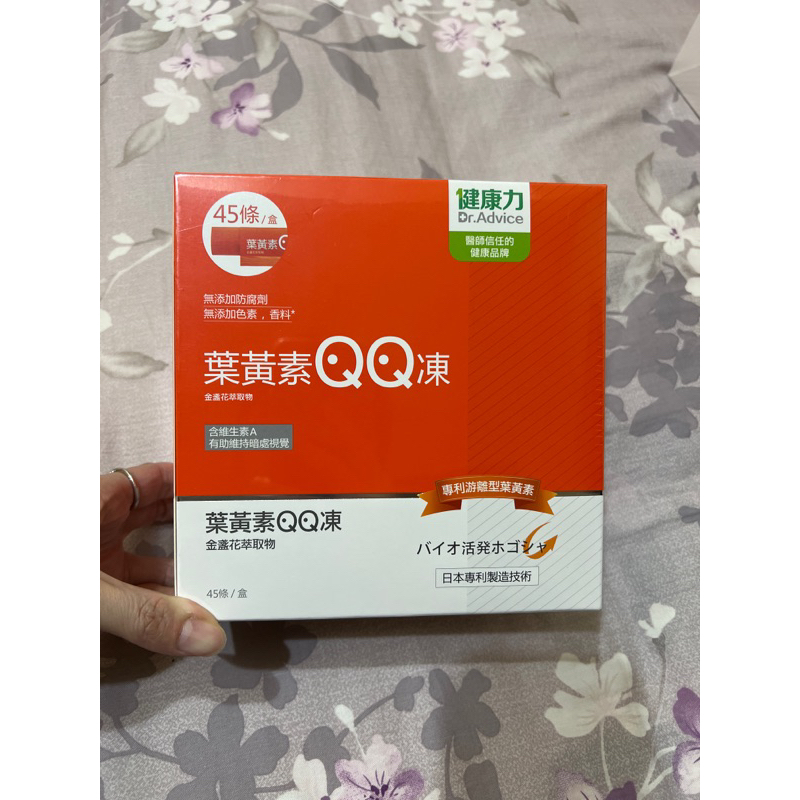 45條/盒
葉黃素Q
健康力
Dr.Advice
醫師信任的
健康品牌
無添加防腐劑
無添加色素，香料*
葉黃素QQ凍
金盞花萃取物
含維生素A
有助維持暗處視覺
專利游離型葉黃素
葉黃素QQ凍
金盞花萃取物
バイオ活発ホゴシャ
日本專利製造技術
45條/盒